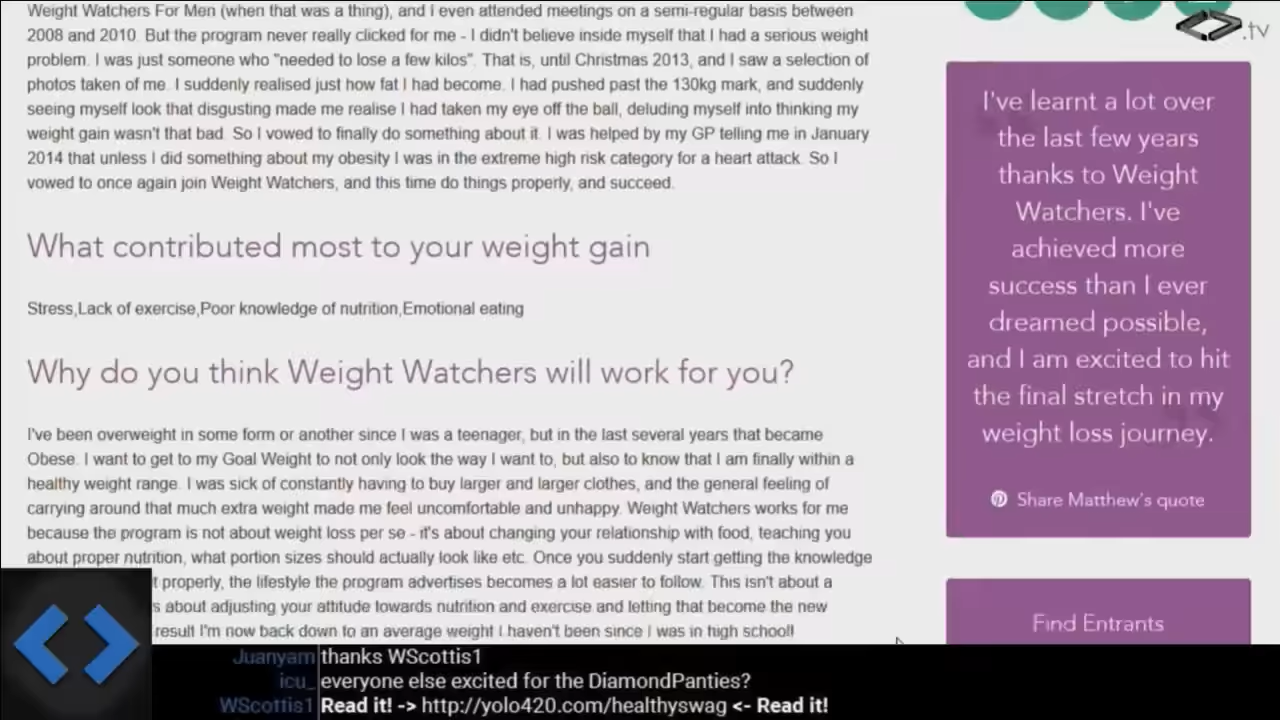 Weight Watchers For Men (when that was a thing), and I even attended meetings on a semi-regular basis between
2008 and 2010. But the program never really clicked for me - I didn't believe inside myself that I had a serious weight
problem. I was just someone who "needed to lose a few kilos". That is, until Christmas 2013, and I saw a selection of
photos taken of me. I suddenly realised just how fat I had become. I had pushed past the 130kg mark, and suddenly
seeing myself look that disgusting made me realise I had taken my eye off the ball, deluding myself into thinking my
weight gain wasn't that bad. So I vowed to finally do something about it. I was helped by my GP telling me in January
2014 that unless I did something about my obesity I was in the extreme high risk category for a heart attack. So I
vowed to once again join Weight Watchers, and this time do things properly, and succeed.
What contributed most to your weight gain
Stress,Lack of exercise,Poor knowledge of nutrition,Emotional eating
Why do you think Weight Watchers will work for you?
I've been overweight in some form or another since I was a teenager, but in the last several years that became
Obese. I want to get to my Goal Weight to not only look the way I want to, but also to know that I am finally within a
healthy weight range. I was sick of constantly having to buy larger and larger clothes, and the general feeling of
carrying around that much extra weight made me feel uncomfortable and unhappy. Weight Watchers works for me
because the program is not about weight loss per se - it's about changing your relationship with food, teaching you
about proper nutrition, what portion sizes should actually look like etc. Once you suddenly start getting the knowledge
t properly, the lifestyle the program advertises becomes a lot easier to follow. This isn't about a
s about adjusting your attitude towards nutrition and exercise and letting that become the new
result I'm now back down to an average weight I haven't been since I was in high school!
.tv
I've learnt a lot over
the last few years
thanks to Weight
Watchers. I've
achieved more
success than I ever
dreamed possible,
and I am excited to hit
the final stretch in my
weight loss journey.
Share Matthew's quote
Find Entrants
Juanyam thanks WScottis1
icu_ everyone else excited for the DiamondPanties?
WScottis1 Read it! -> http://yolo420.com/healthyswag <- Read it!